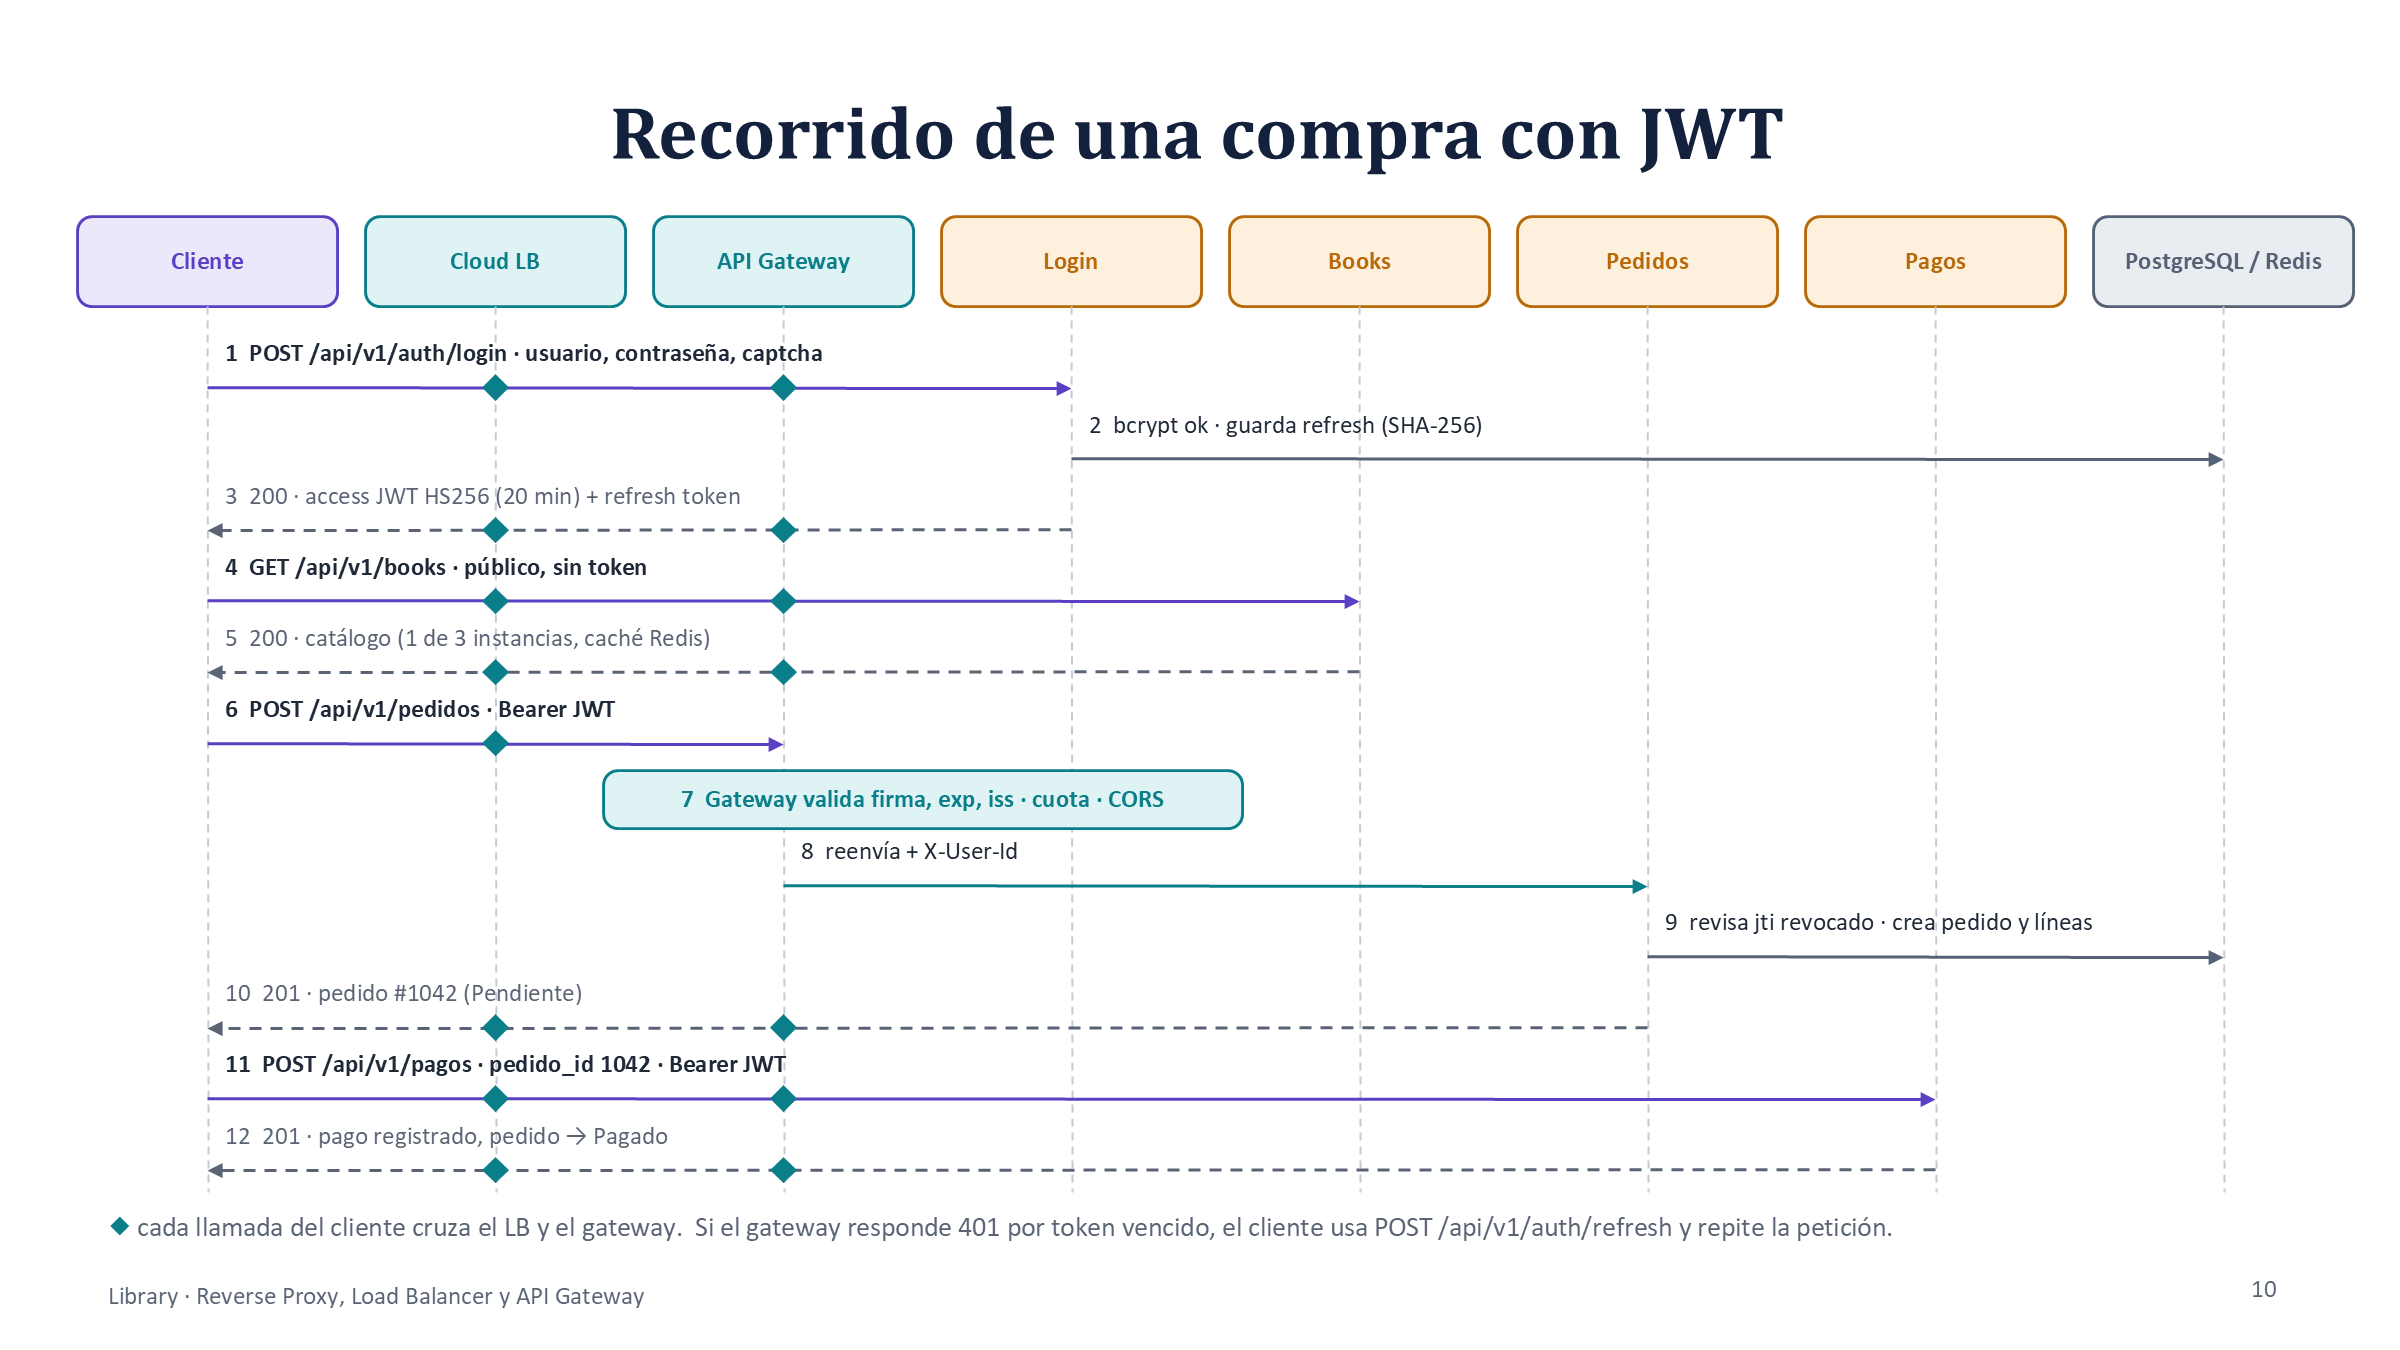 Recorrido de una compra con JWT
Cliente
Cloud LB
API Gateway
Login
Books
Pedidos
Pagos
PostgreSQL / Redis
1 POST /api/v1/auth/login · usuario, contraseña, captcha
2 bcrypt ok · guarda refresh (SHA-256)
3 200 · access JWT HS256 (20 min) + refresh token
4 GET /api/v1/books · público, sin token
5 200 · catálogo (1 de 3 instancias, caché Redis)
6 POST /api/v1/pedidos · Bearer JWT
7 Gateway valida firma, exp, iss · cuota · CORS
8 reenvía + X-User-Id
9 revisa jti revocado · crea pedido y líneas
10 201 · pedido #1042 (Pendiente)
11 POST /api/v1/pagos · pedido_id 1042 · Bearer JWT
12 201 · pago registrado, pedido → Pagado
◆ cada llamada del cliente cruza el LB y el gateway. Si el gateway responde 401 por token vencido, el cliente usa POST /api/v1/auth/refresh y repite la petición.
Library · Reverse Proxy, Load Balancer y API Gateway
10